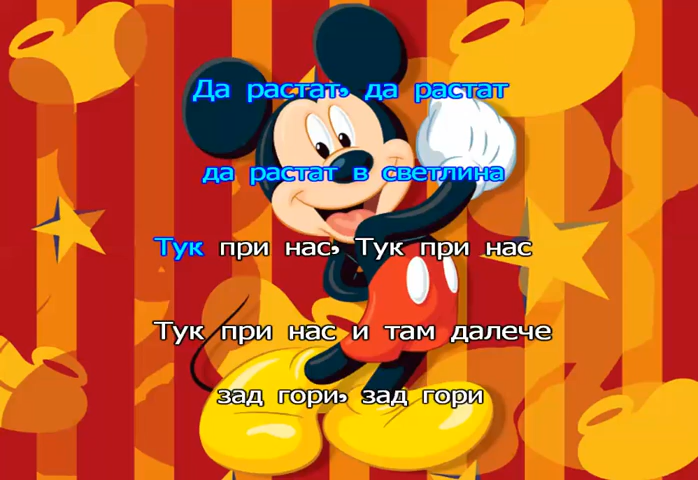 Да растат, да растат
да растат в светлина
Тук при нас, Тук при нас
Тук при нас и там далече
зад гори, зад гори